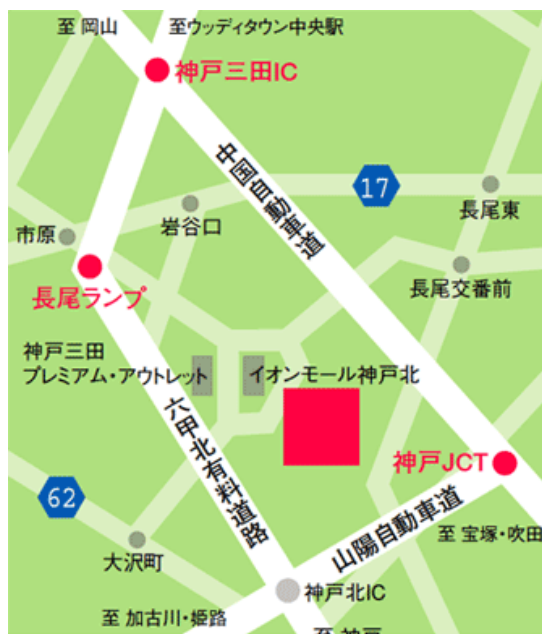 至 岡山
至ウッディタウン中央駅
神戸三田IC
中国自動車道
17
長尾東
岩谷口
市原
長尾交番前
長尾ランプ
神戸三田
プレミアム・アウトレット
イオンモール神戸北
六甲北有料道路
神戸JCT
62
山陽自動車道
至 宝塚・吹田
大沢町
神戸北IC
至 加古川・姫路
至 神戸